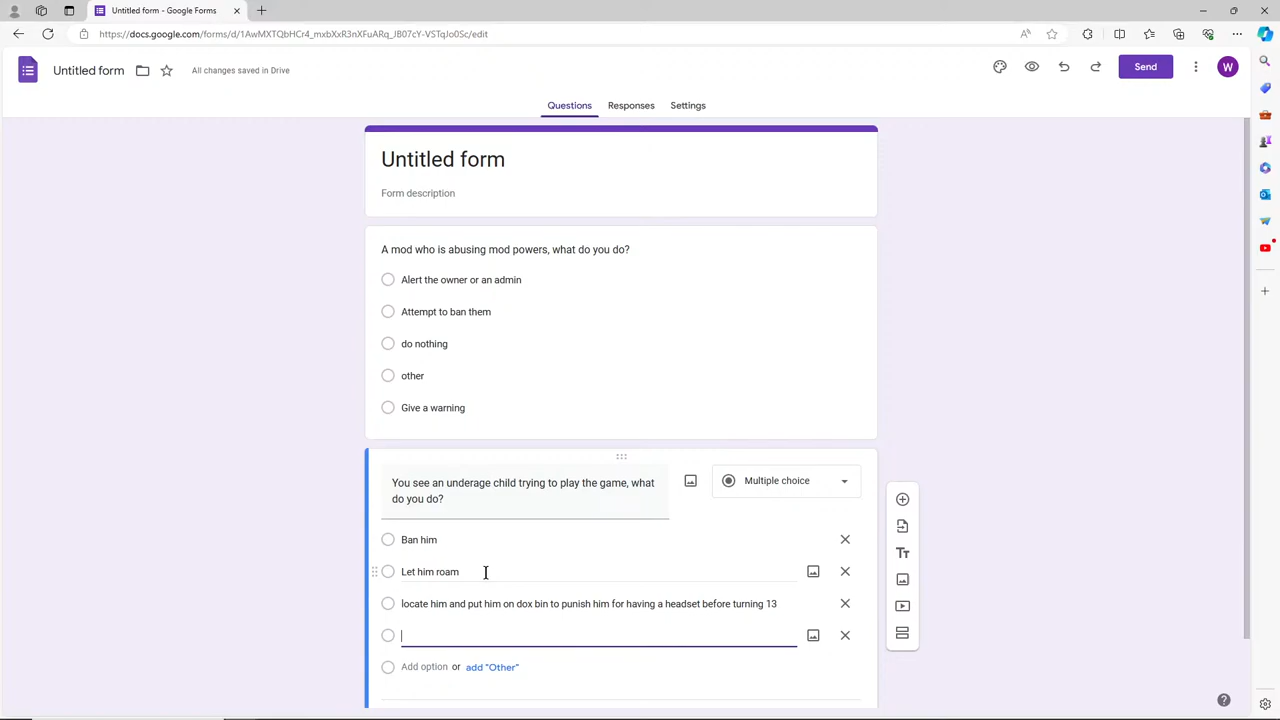 Untitled form - Google Forms
https://docs.google.com/forms/d/1AwMXTQbHCr4_mxbXxR3nXFuARq_JB07cY-VSTqJo0Sc/edit
Untitled form
All changes saved in Drive
Send
W
Questions
Responses
Settings
Untitled form
Form description
A mod who is abusing mod powers, what do you do?
Alert the owner or an admin
Attempt to ban them
do nothing
other
Give a warning
You see an underage child trying to play the game, what
do you do?
Multiple choice
Ban him
Let him roam
locate him and put him on dox bin to punish him for having a headset before turning 13
Add option or add "Other"